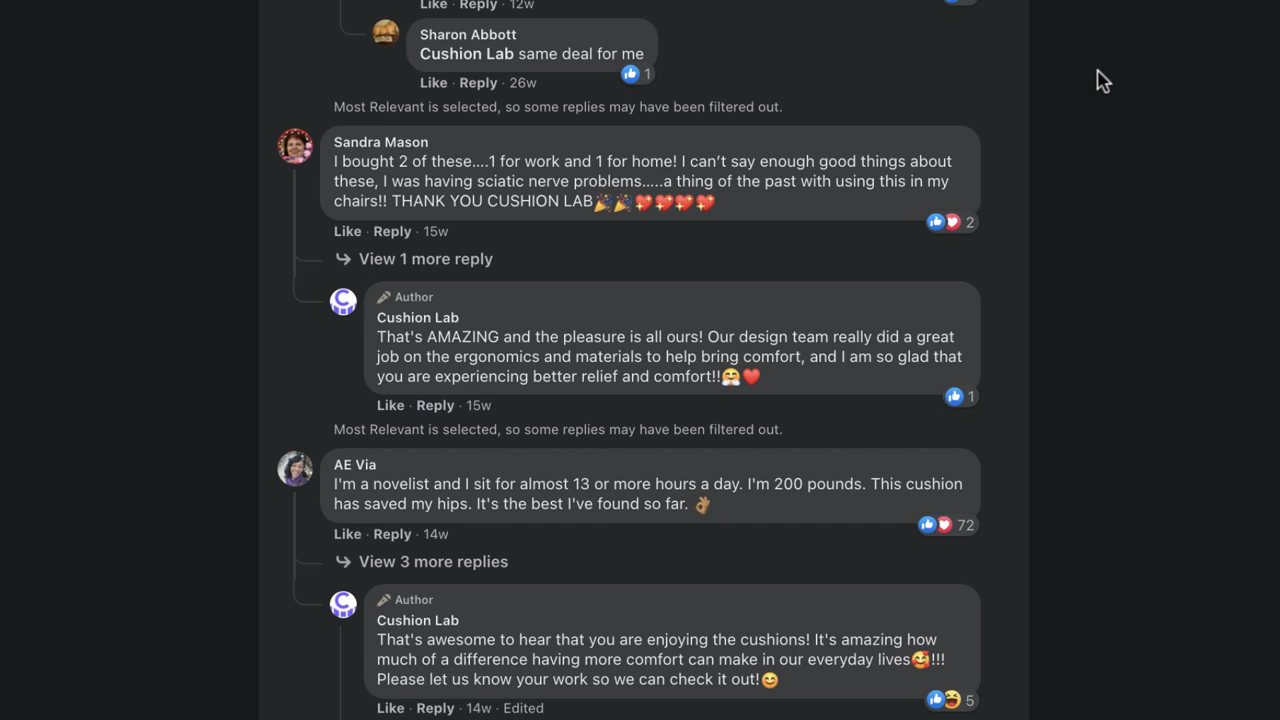 Like · Reply · 12w
Sharon Abbott
Cushion Lab same deal for me
1
Like · Reply · 26w
Most Relevant is selected, so some replies may have been filtered out.
Sandra Mason
I bought 2 of these....1 for work and 1 for home! I can’t say enough good things about
these, I was having sciatic nerve problems.....a thing of the past with using this in my
chairs!! THANK YOU CUSHION LAB🎉🎉💖💖💖💖
2
Like · Reply · 15w
View 1 more reply
Author
Cushion Lab
That's AMAZING and the pleasure is all ours! Our design team really did a great
job on the ergonomics and materials to help bring comfort, and I am so glad that
you are experiencing better relief and comfort!!🤗❤️
1
Like · Reply · 15w
Most Relevant is selected, so some replies may have been filtered out.
AE Via
I'm a novelist and I sit for almost 13 or more hours a day. I'm 200 pounds. This cushion
has saved my hips. It's the best I've found so far. 👌🏾
72
Like · Reply · 14w
View 3 more replies
Author
Cushion Lab
That's awesome to hear that you are enjoying the cushions! It's amazing how
much of a difference having more comfort can make in our everyday lives🥰!!!
Please let us know your work so we can check it out!😊
5
Like · Reply · 14w · Edited